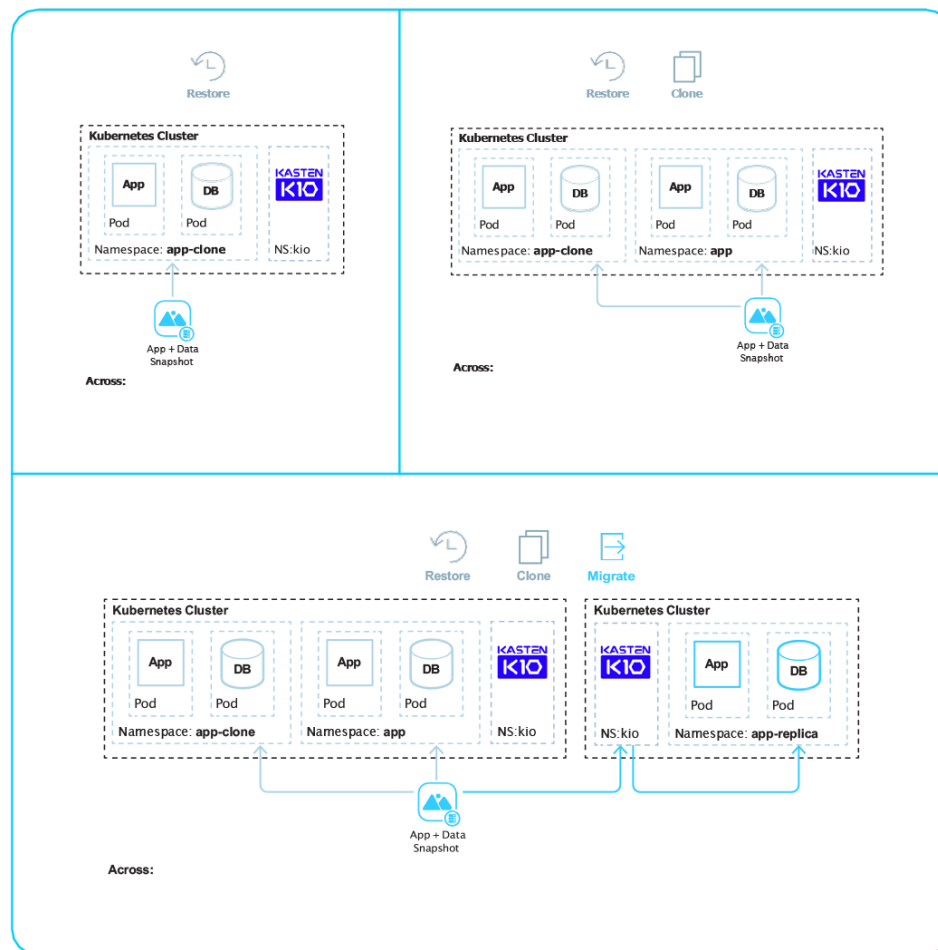 Restore
Kubernetes Cluster
App
DB
Pod
Pod
Namespace: app-clone
KASTEN
K10
NS:kio
App + Data
Snapshot
Across:
Restore
Clone
Kubernetes Cluster
App
DB
Pod
Pod
Namespace: app-clone
App
DB
Pod
Pod
Namespace: app
KASTEN
K10
NS:kio
App + Data
Snapshot
Across:
Restore
Clone
Migrate
Kubernetes Cluster
App
DB
Pod
Pod
Namespace: app-clone
App
DB
Pod
Pod
Namespace: app
KASTEN
K10
NS:kio
Kubernetes Cluster
KASTEN
K10
NS:kio
App
DB
Pod
Pod
Namespace: app-replica
App + Data
Snapshot
Across: